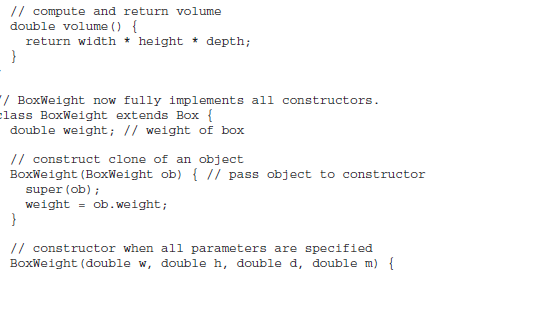 // compute and return volume
double volume() {
return width * height * depth;
}
// BoxWeight now fully implements all constructors.
class BoxWeight extends Box {
double weight; // weight of box
// construct clone of an object
BoxWeight(BoxWeight ob) { // pass object to constructor
super(ob);
weight = ob.weight;
}
// constructor when all parameters are specified
BoxWeight(double w, double h, double d, double m) {